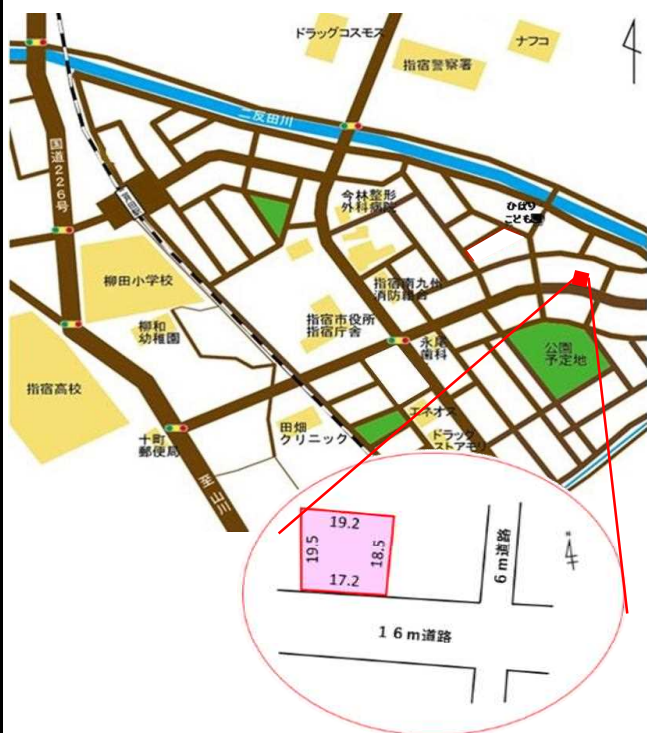 ドラッグコスモス
ナフコ
指宿警察署
二反田川
国道226号
今林整形
外科病院
ひばり
こども園
柳田小学校
指宿南九州
消防組合
指宿市役所
指宿庁舎
柳和
幼稚園
永尾
歯科
公園
予定地
指宿高校
エネオス
田畑
クリニック
ドラッグ
ストアモリ
十町
郵便局
至山川
19.2
19.5
18.5
17.2
6m道路
16m道路